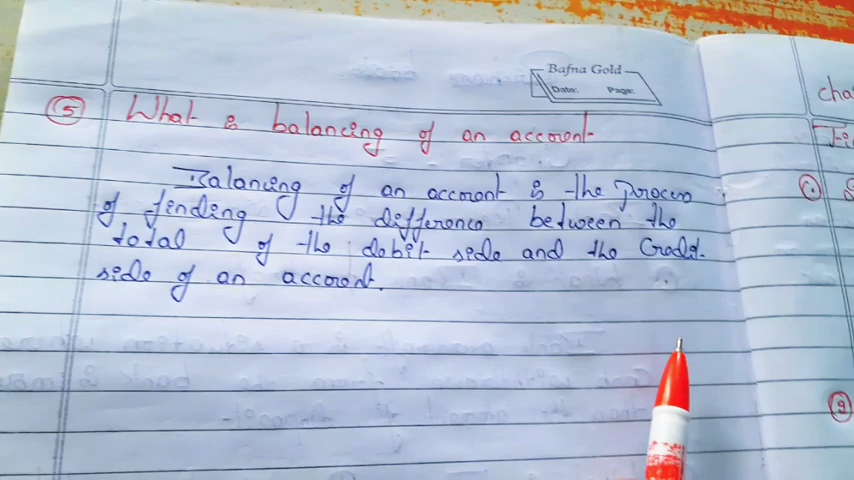 Bafna Gold
Date: Page:
5 What is balancing of an account
Balancing of an account is the process
of finding the difference between the
total of the debit side and the Credit
side of an account.